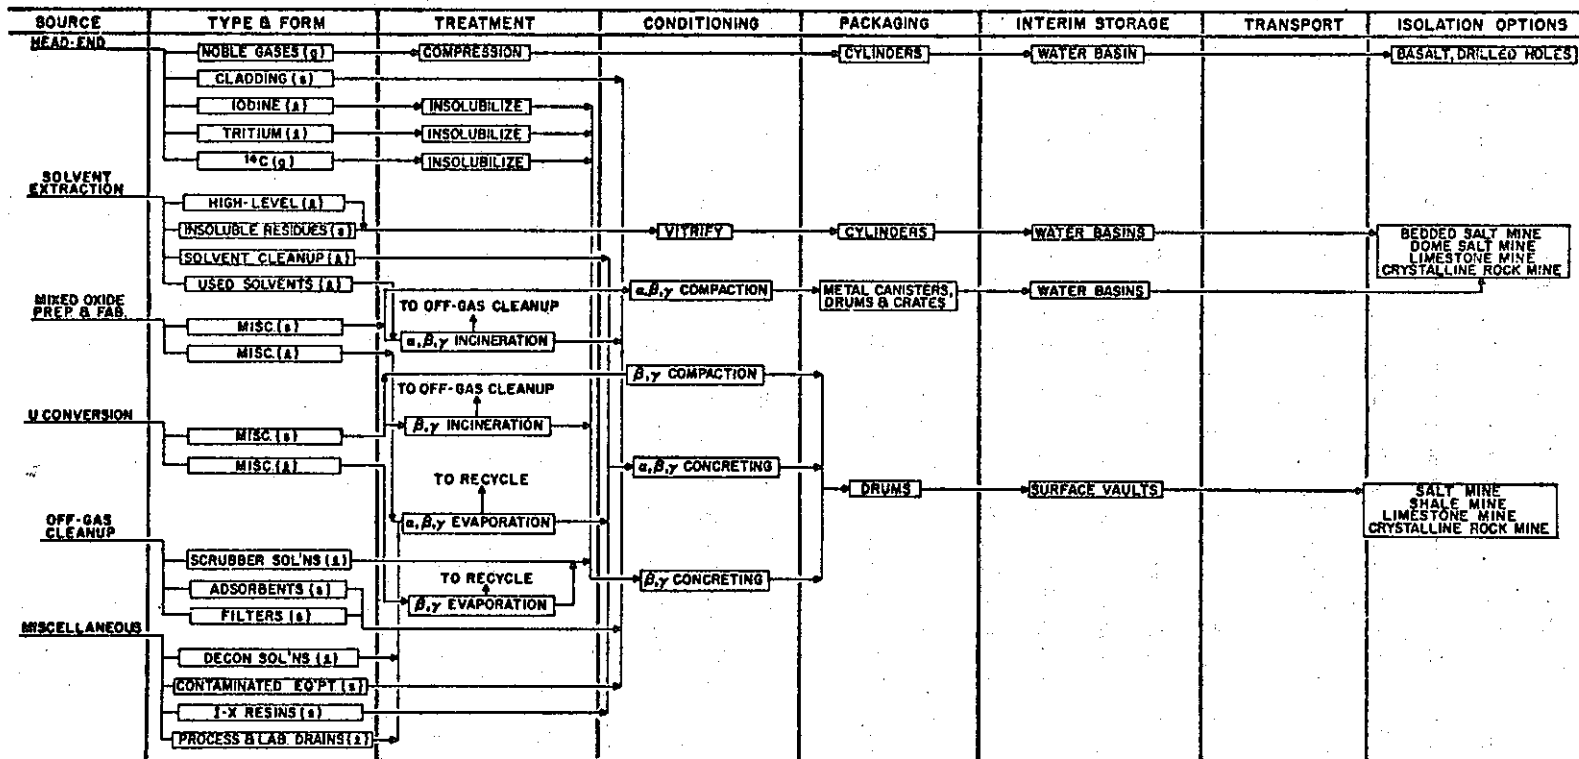 SOURCE
TYPE & FORM
TREATMENT
CONDITIONING
PACKAGING
INTERIM STORAGE
TRANSPORT
ISOLATION OPTIONS
HEAD-END
NOBLE GASES (g)
COMPRESSION
CYLINDERS
WATER BASIN
BASALT, DRILLED HOLES
CLADDING (s)
IODINE (l)
INSOLUBILIZE
TRITIUM (l)
INSOLUBILIZE
¹⁴C (g)
INSOLUBILIZE
SOLVENT
EXTRACTION
HIGH-LEVEL (l)
INSOLUBLE RESIDUES (s)
VITRIFY
CYLINDERS
WATER BASINS
BEDDED SALT MINE
DOME SALT MINE
LIMESTONE MINE
CRYSTALLINE ROCK MINE
SOLVENT CLEANUP (l)
USED SOLVENTS (l)
α,β,γ COMPACTION
METAL CANISTERS,
DRUMS & CRATES
WATER BASINS
MIXED OXIDE
PREP. & FAB.
TO OFF-GAS CLEANUP
MISC. (s)
α,β,γ INCINERATION
MISC. (l)
β,γ COMPACTION
TO OFF-GAS CLEANUP
U CONVERSION
β,γ INCINERATION
MISC. (s)
MISC. (l)
α,β,γ CONCRETING
TO RECYCLE
DRUMS
SURFACE VAULTS
SALT MINE
SHALE MINE
LIMESTONE MINE
CRYSTALLINE ROCK MINE
OFF-GAS
CLEANUP
α,β,γ EVAPORATION
SCRUBBER SOL'NS (l)
TO RECYCLE
β,γ CONCRETING
ADSORBENTS (s)
β,γ EVAPORATION
FILTERS (s)
MISCELLANEOUS
DECON SOL'NS (l)
CONTAMINATED EQ'PT. (s)
I-X RESINS (s)
PROCESS & LAB. DRAINS (l)